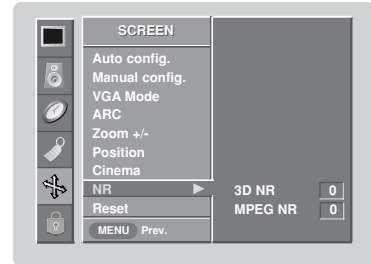 SCREEN
Auto config.
Manual config.
VGA Mode
ARC
Zoom +/-
Position
Cinema
NR
3D NR 0
Reset
MPEG NR 0
MENU Prev.